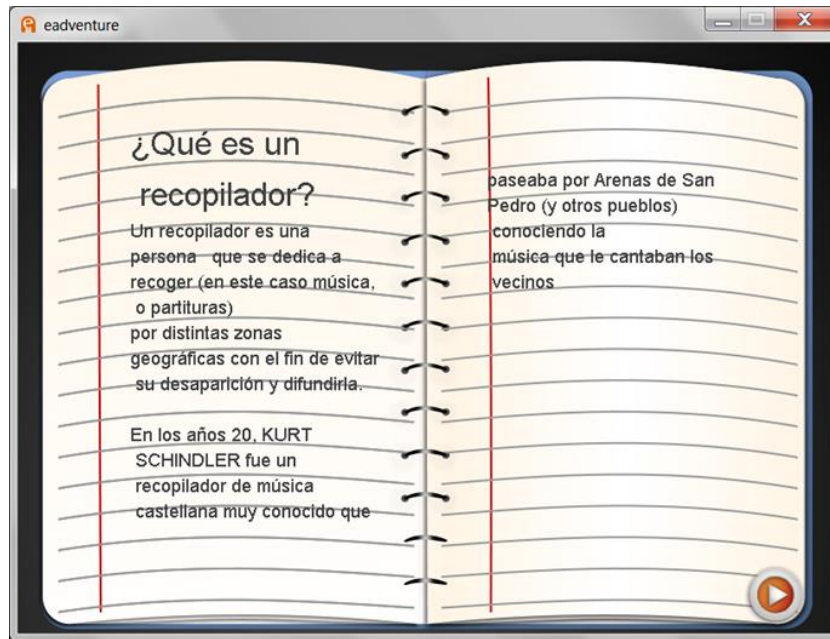 eadventure
¿Qué es un
recopilador?
Un recopilador es una
persona que se dedica a
recoger (en este caso música,
o partituras)
por distintas zonas
geográficas con el fin de evitar
su desaparición y difundirla.
En los años 20, KURT
SCHINDLER fue un
recopilador de música
castellana muy conocido que
paseaba por Arenas de San
Pedro (y otros pueblos)
conociendo la
música que le cantaban los
vecinos